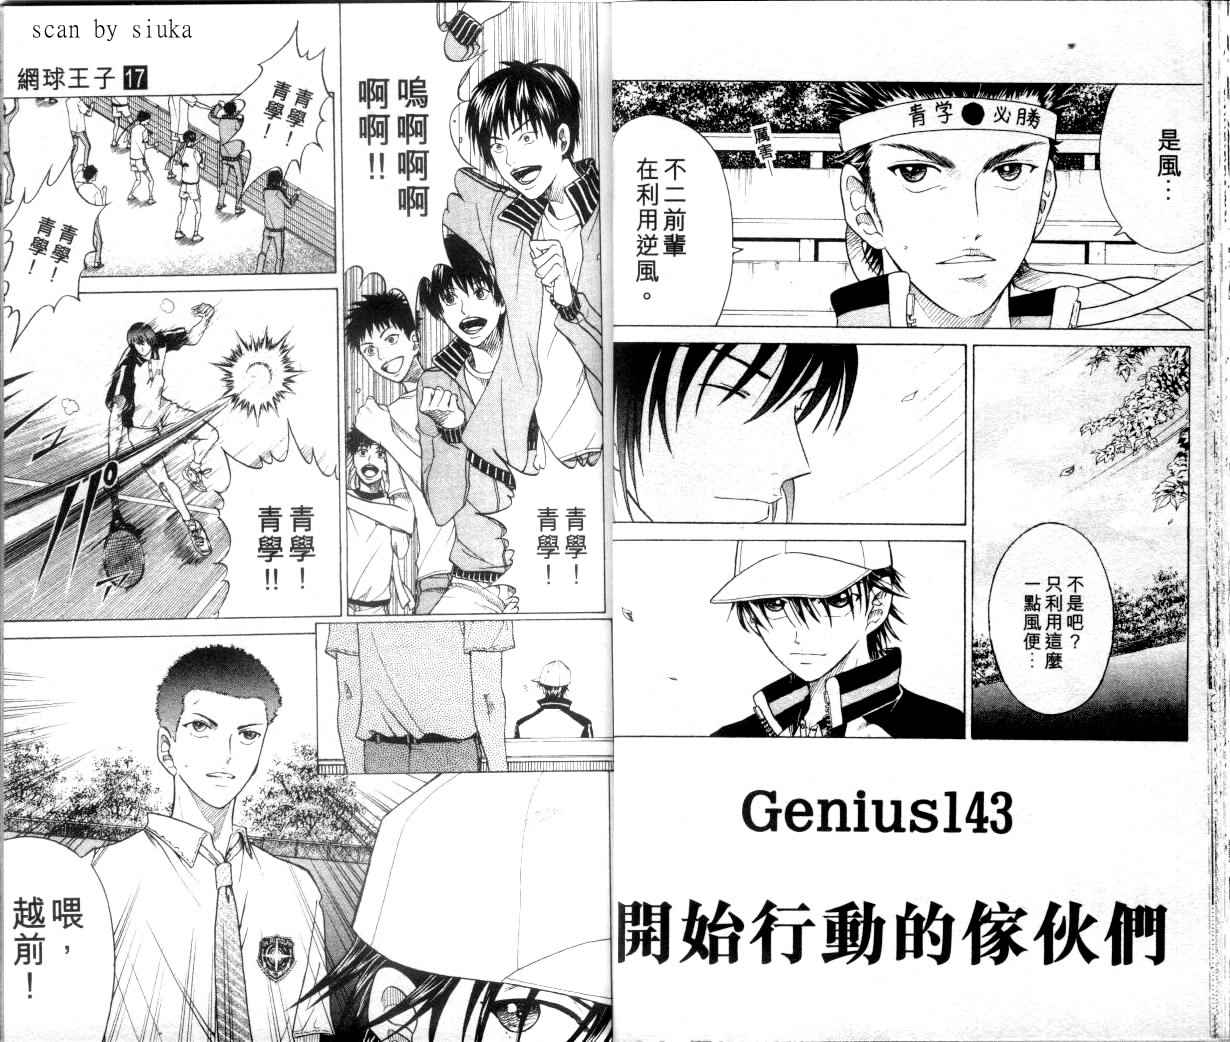 scan by siuka
網球王子 17
是風…
青学●必勝
厲害！
不二前輩
在利用逆風。
不是吧？
只利用這麼
一點風便…
Genius143
開始行動的傢伙們
嗚啊啊啊
啊啊!!
青學！
青學！
青學！
青學！
青學！
青學！
青學！
青學!!
喂，
越前！